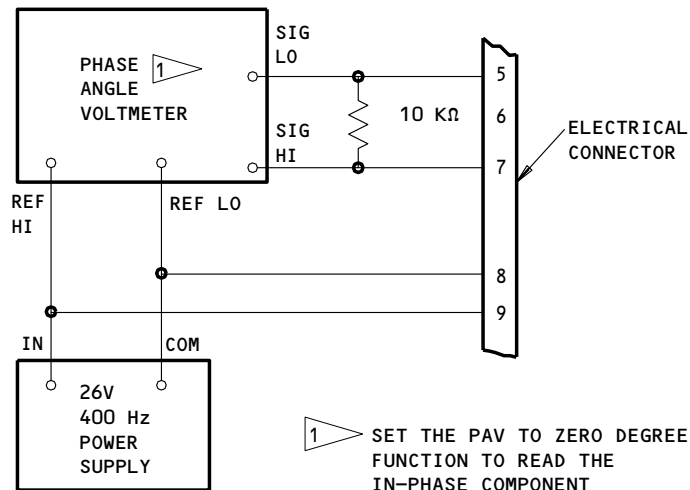 SIG
LO
PHASE 1
ANGLE
VOLTMETER
5
10 KΩ
6
ELECTRICAL
CONNECTOR
SIG
HI
7
REF
HI
REF LO
8
9
IN
COM
26V
400 Hz
POWER
SUPPLY
1 SET THE PAV TO ZERO DEGREE
FUNCTION TO READ THE
IN-PHASE COMPONENT